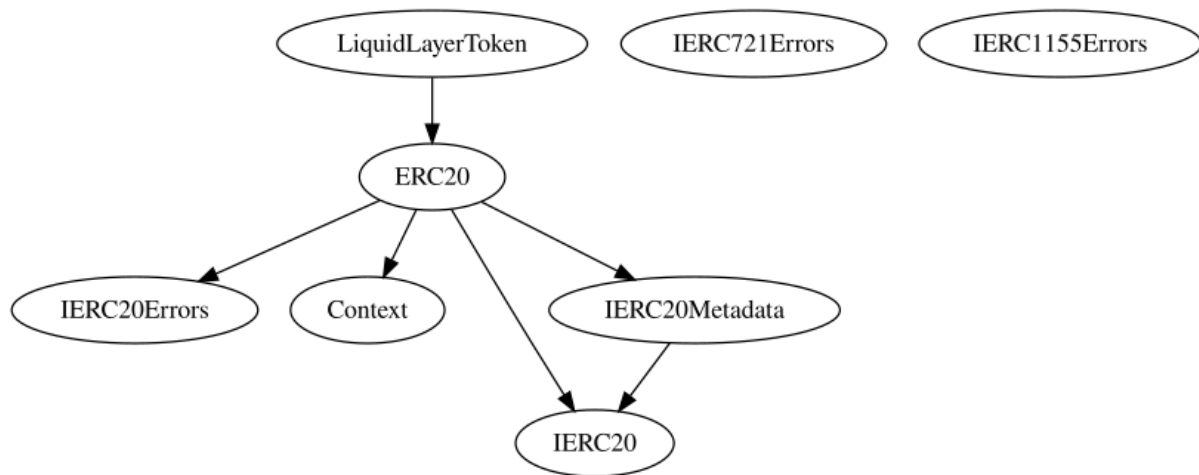 LiquidLayerToken
IERC721Errors
IERC1155Errors
ERC20
IERC20Errors
Context
IERC20Metadata
IERC20